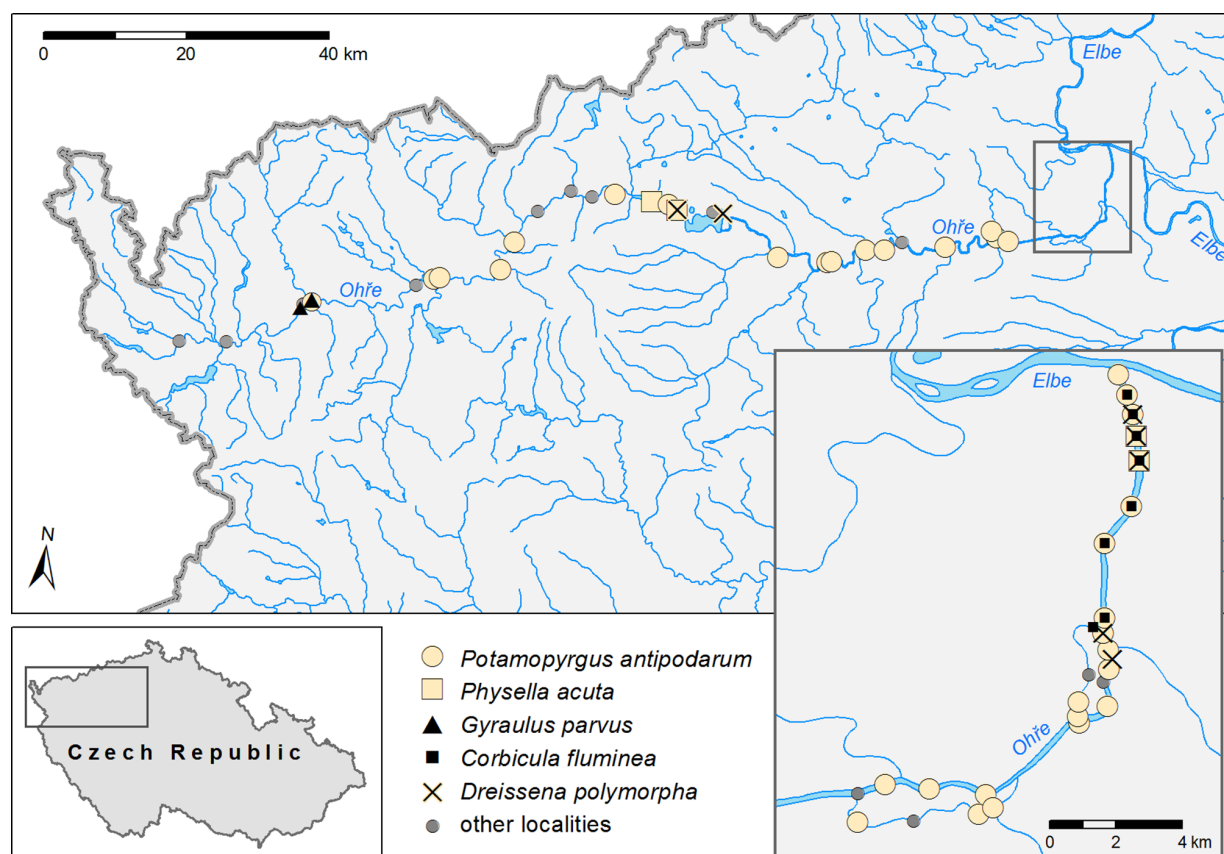 0 20 40 km
Elbe
Ohře
Elbe
Ohře
N
Elbe
Ohře
0 2 4 km
Czech Republic
Potamopyrgus antipodarum
Physella acuta
Gyraulus parvus
Corbicula fluminea
Dreissena polymorpha
other localities